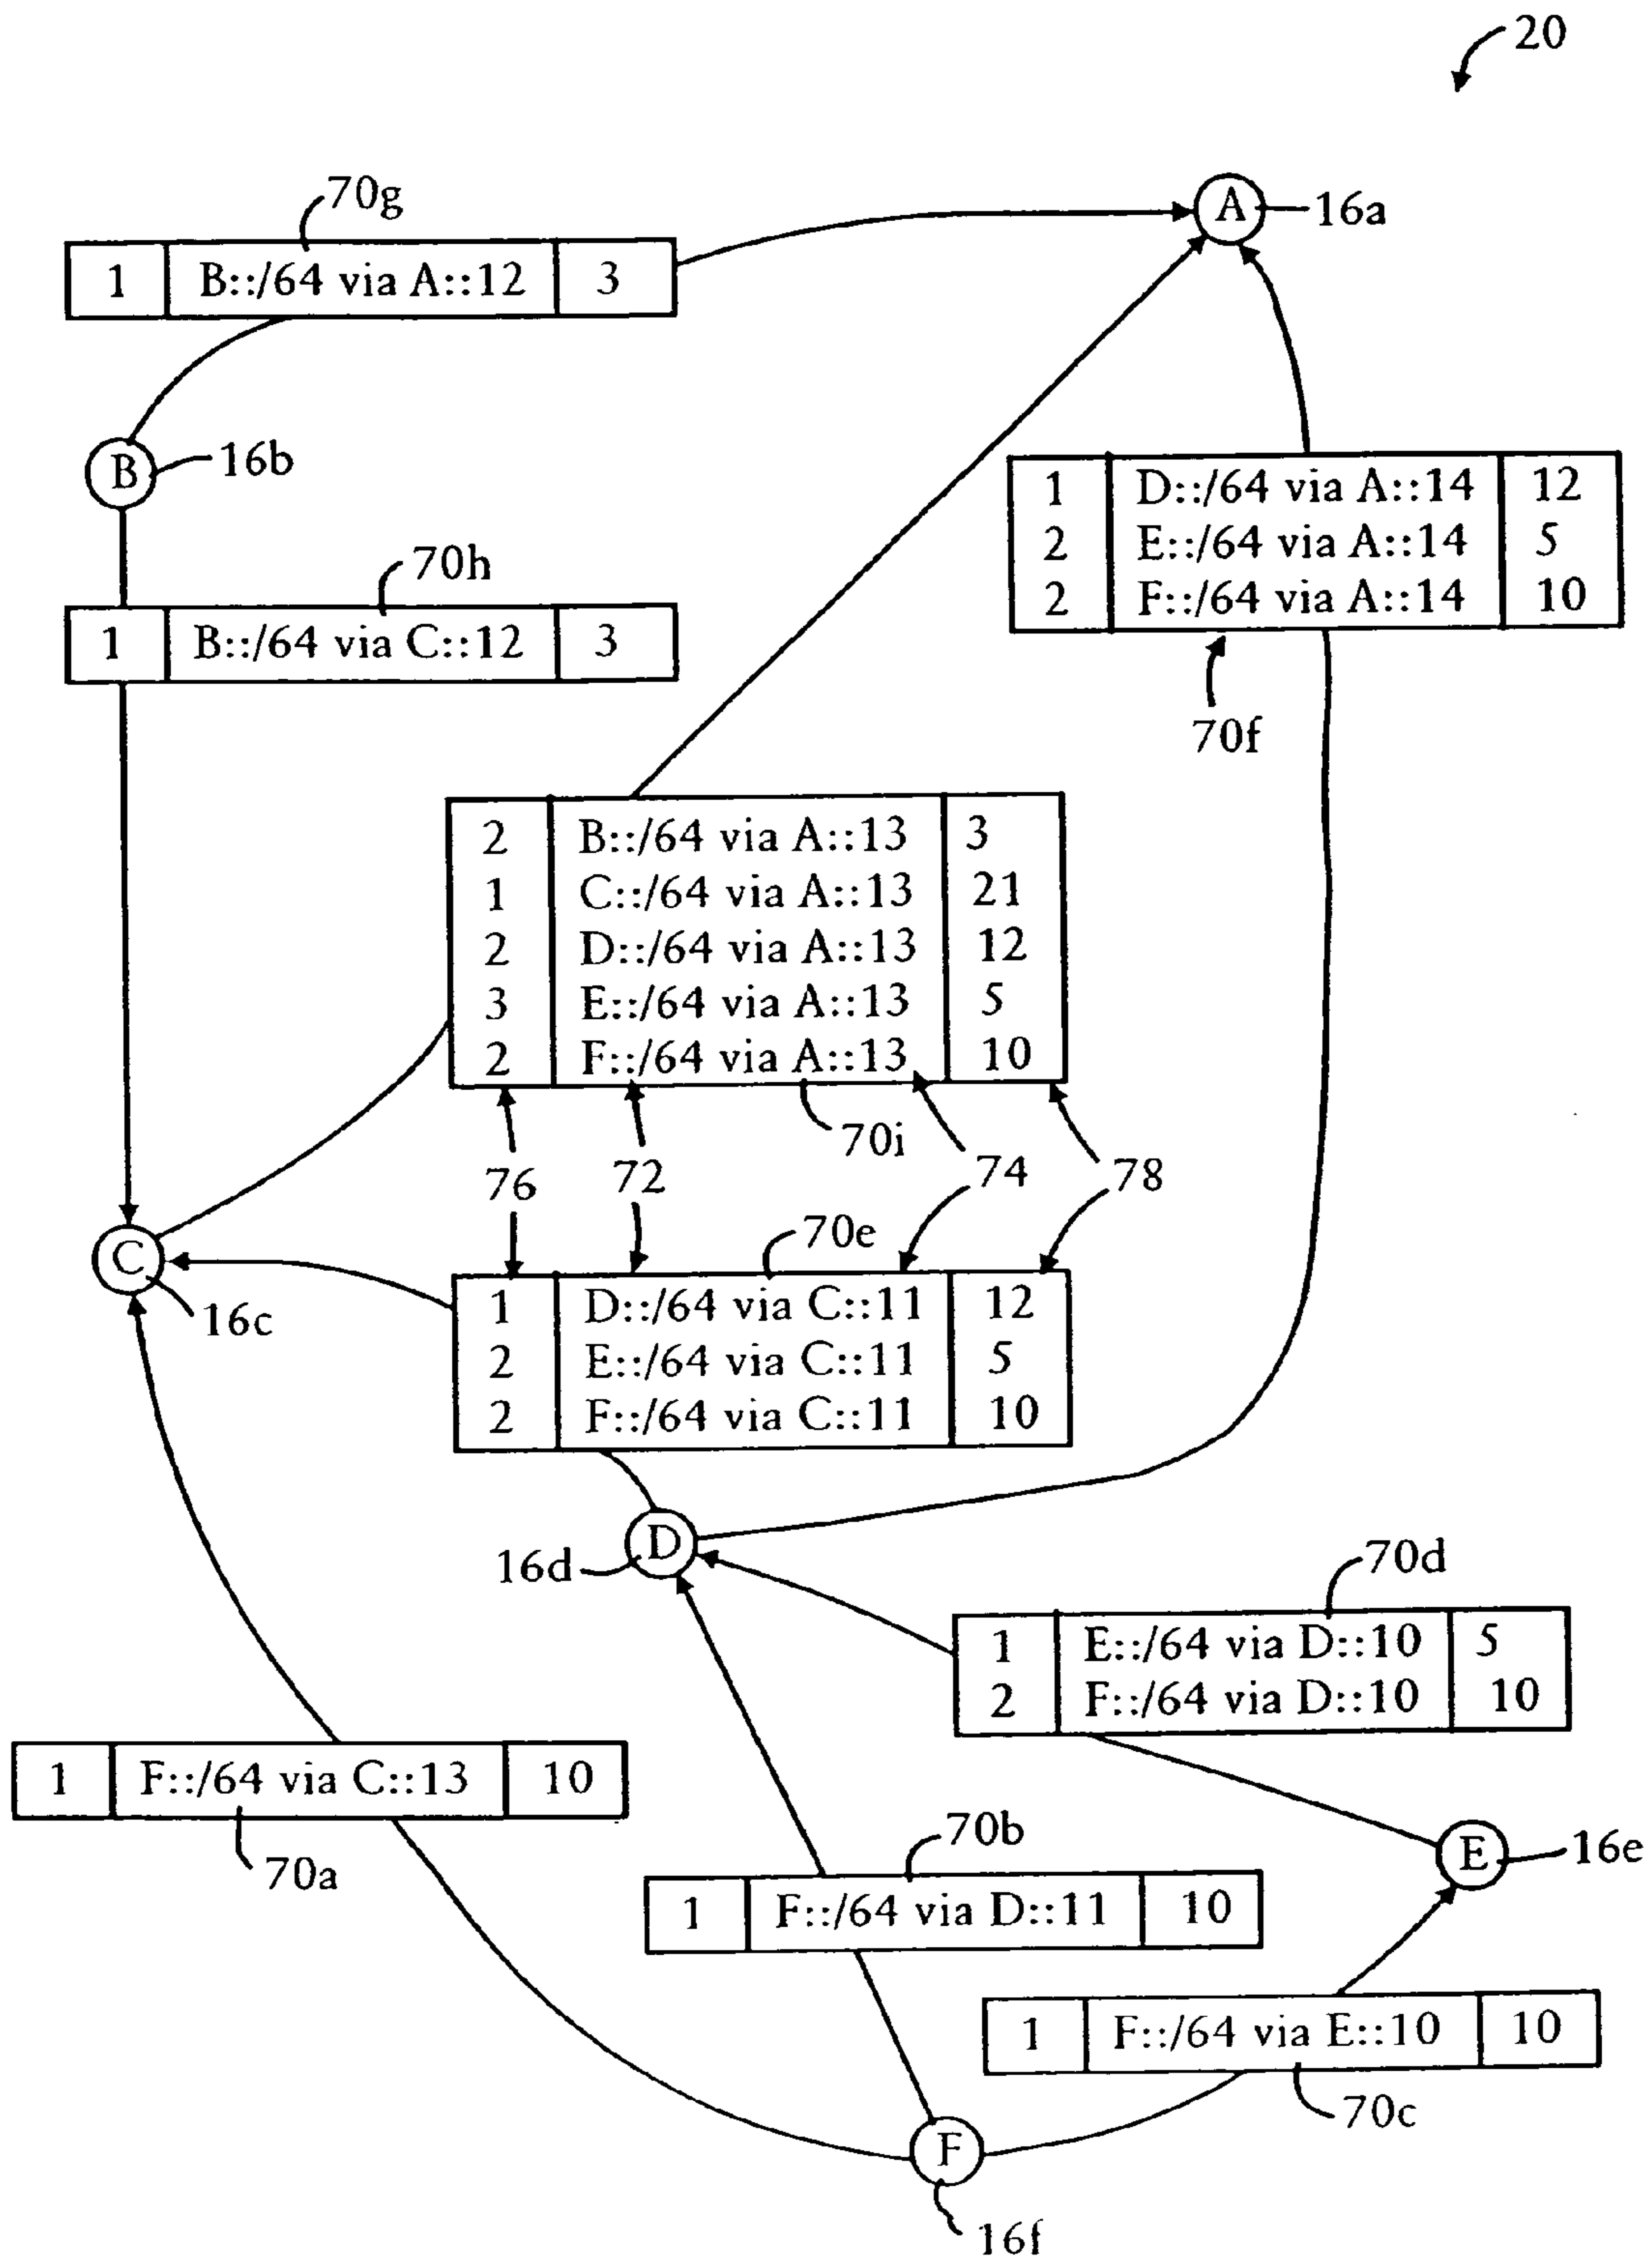 20
70g
A
16a
1 B::/64 via A::12 3
B
16b
1 D::/64 via A::14 12
2 E::/64 via A::14 5
2 F::/64 via A::14 10
70h
1 B::/64 via C::12 3
70f
2 B::/64 via A::13 3
1 C::/64 via A::13 21
2 D::/64 via A::13 12
3 E::/64 via A::13 5
2 F::/64 via A::13 10
70i
76
72
74
78
70e
C
16c
1 D::/64 via C::11 12
2 E::/64 via C::11 5
2 F::/64 via C::11 10
D
16d
70d
1 E::/64 via D::10 5
2 F::/64 via D::10 10
1 F::/64 via C::13 10
70a
70b
E
16e
1 F::/64 via D::11 10
1 F::/64 via E::10 10
70c
F
16f